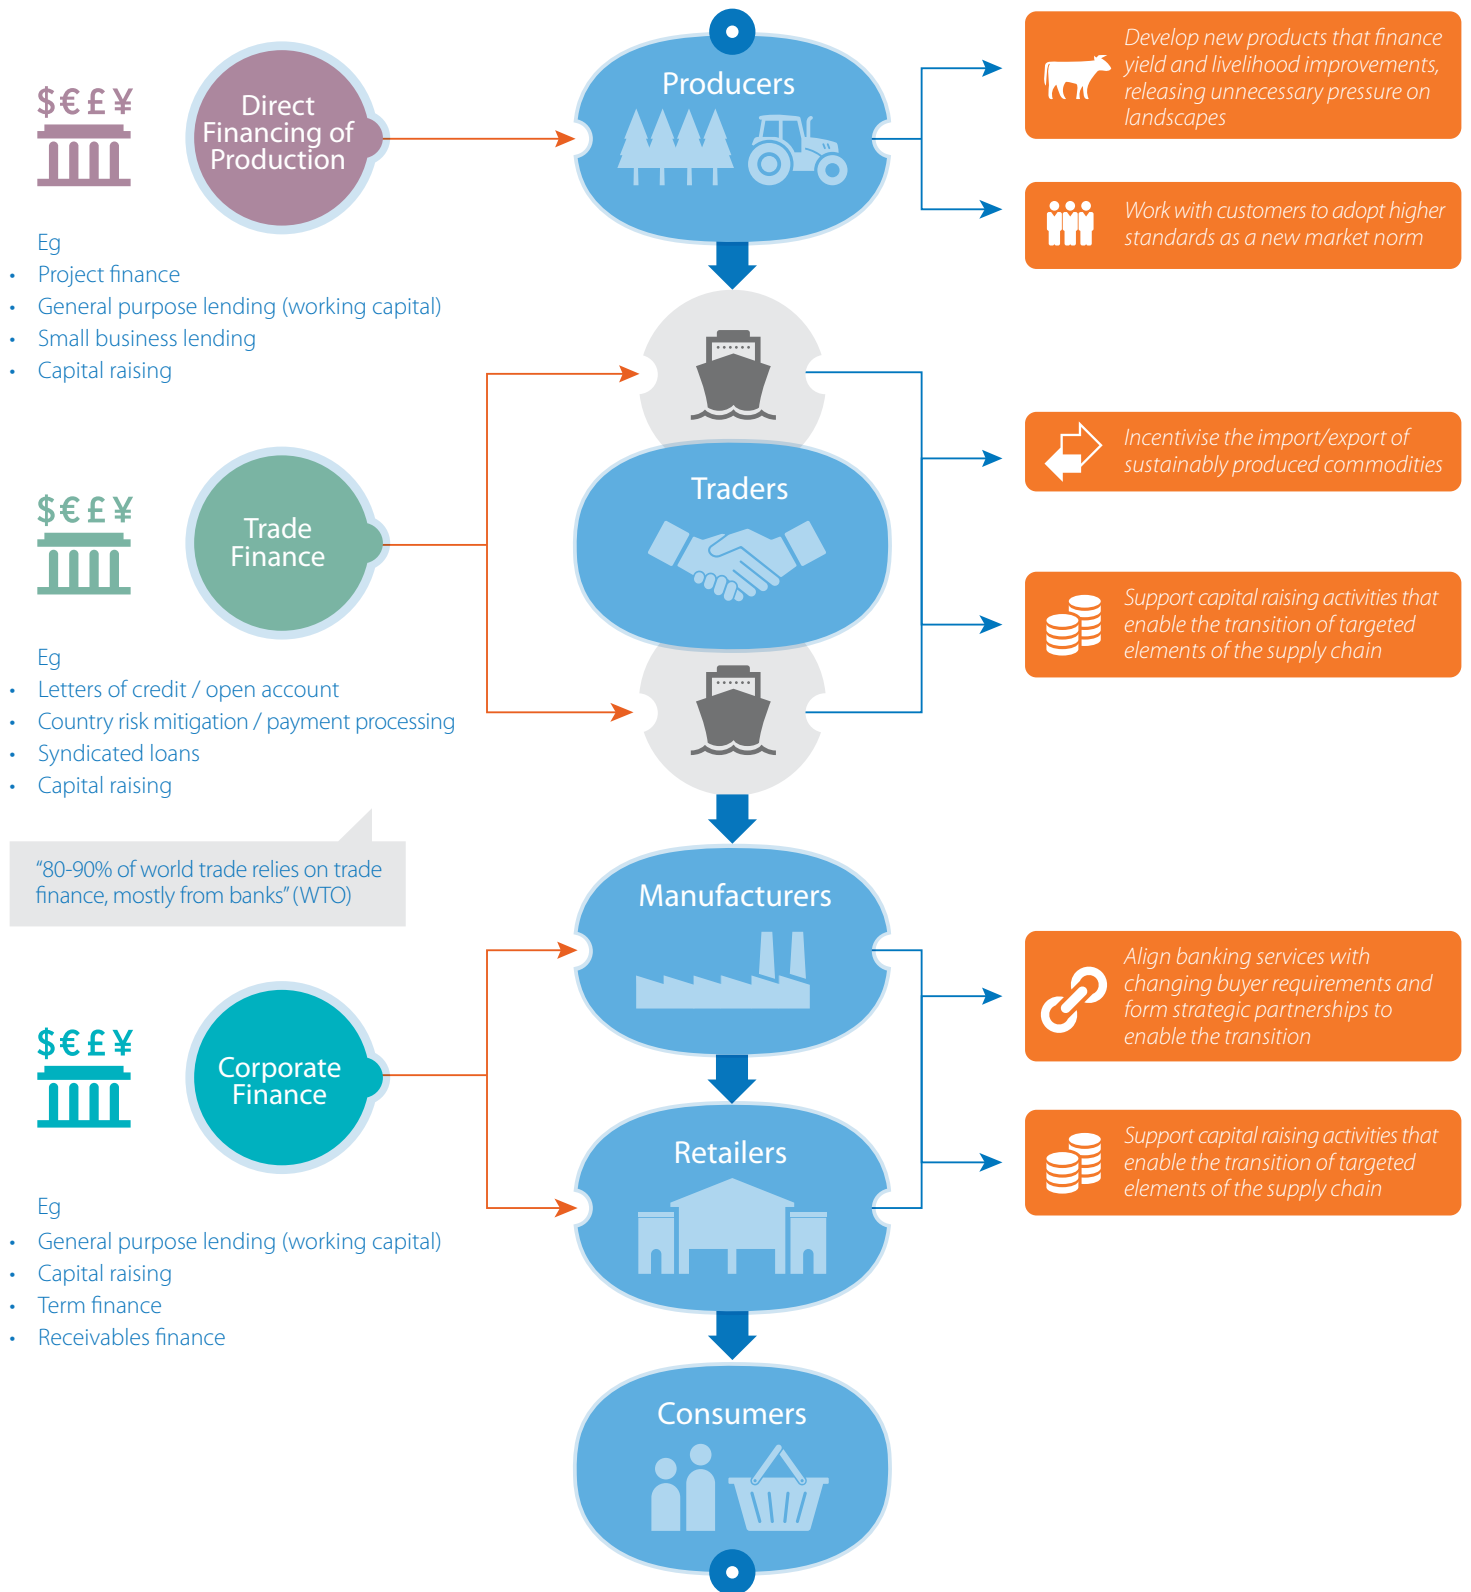 $ € £ ¥
Direct
Financing of
Production
Eg
• Project finance
• General purpose lending (working capital)
• Small business lending
• Capital raising
Producers
Develop new products that finance
yield and livelihood improvements,
releasing unnecessary pressure on
landscapes
Work with customers to adopt higher
standards as a new market norm
$ € £ ¥
Trade
Finance
Eg
• Letters of credit / open account
• Country risk mitigation / payment processing
• Syndicated loans
• Capital raising
“80-90% of world trade relies on trade
finance, mostly from banks” (WTO)
Traders
Incentivise the import/export of
sustainably produced commodities
Support capital raising activities that
enable the transition of targeted
elements of the supply chain
$ € £ ¥
Corporate
Finance
Eg
• General purpose lending (working capital)
• Capital raising
• Term finance
• Receivables finance
Manufacturers
Retailers
Align banking services with
changing buyer requirements and
form strategic partnerships to
enable the transition
Support capital raising activities that
enable the transition of targeted
elements of the supply chain
Consumers